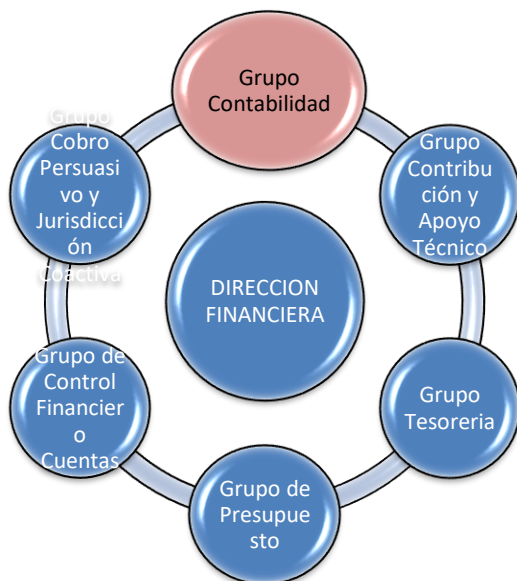 Grupo
Contabilidad
Grupo
Contribu
ción y
Apoyo
Técnico
Grupo
Tesoreria
Grupo de
Presupue
sto
Grupo de
Control
Financier
o
Cuentas
Grupo
Cobro
Persuasi
vo y
Jurisdicci
ón
Coactiva
DIRECCION
FINANCIERA